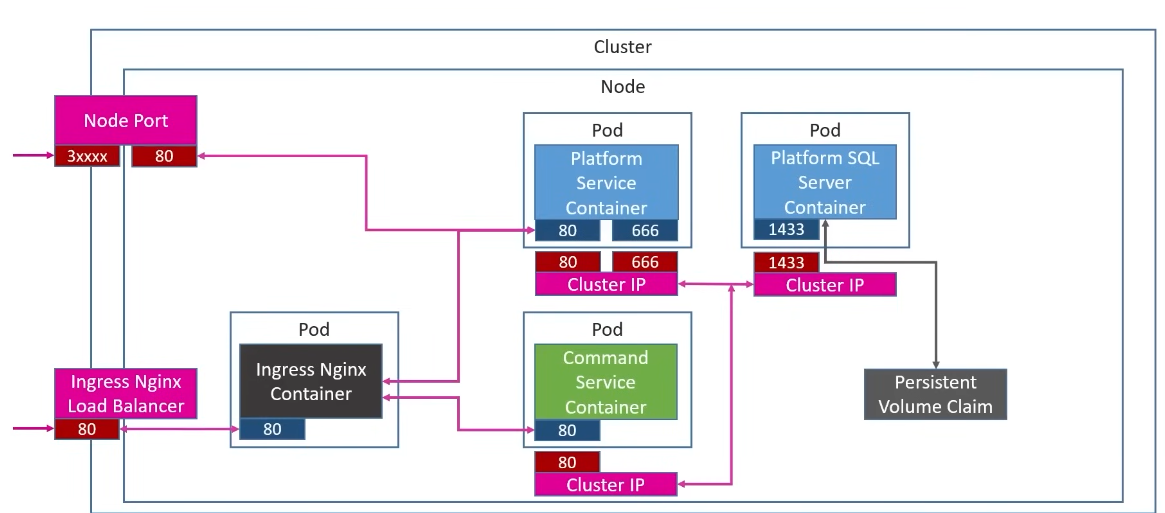 Cluster
Node
Node Port
3xxxx
80
Pod
Platform
Service
Container
80
666
80
666
Cluster IP
Pod
Platform SQL
Server
Container
1433
1433
Cluster IP
Pod
Ingress Nginx
Container
80
Ingress Nginx
Load Balancer
80
Pod
Command
Service
Container
80
80
Cluster IP
Persistent
Volume Claim